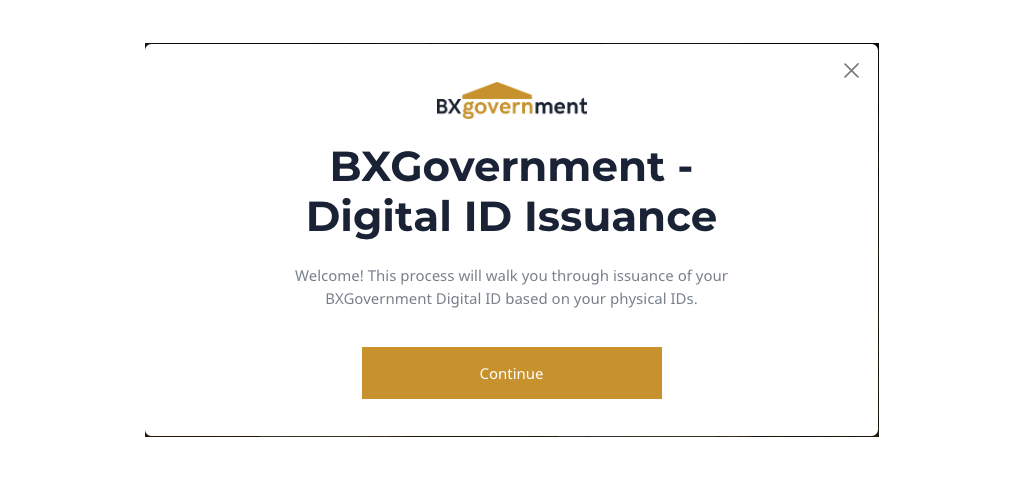 BXgovernment
BXGovernment -
Digital ID Issuance
Welcome! This process will walk you through issuance of your
BXGovernment Digital ID based on your physical IDs.
Continue